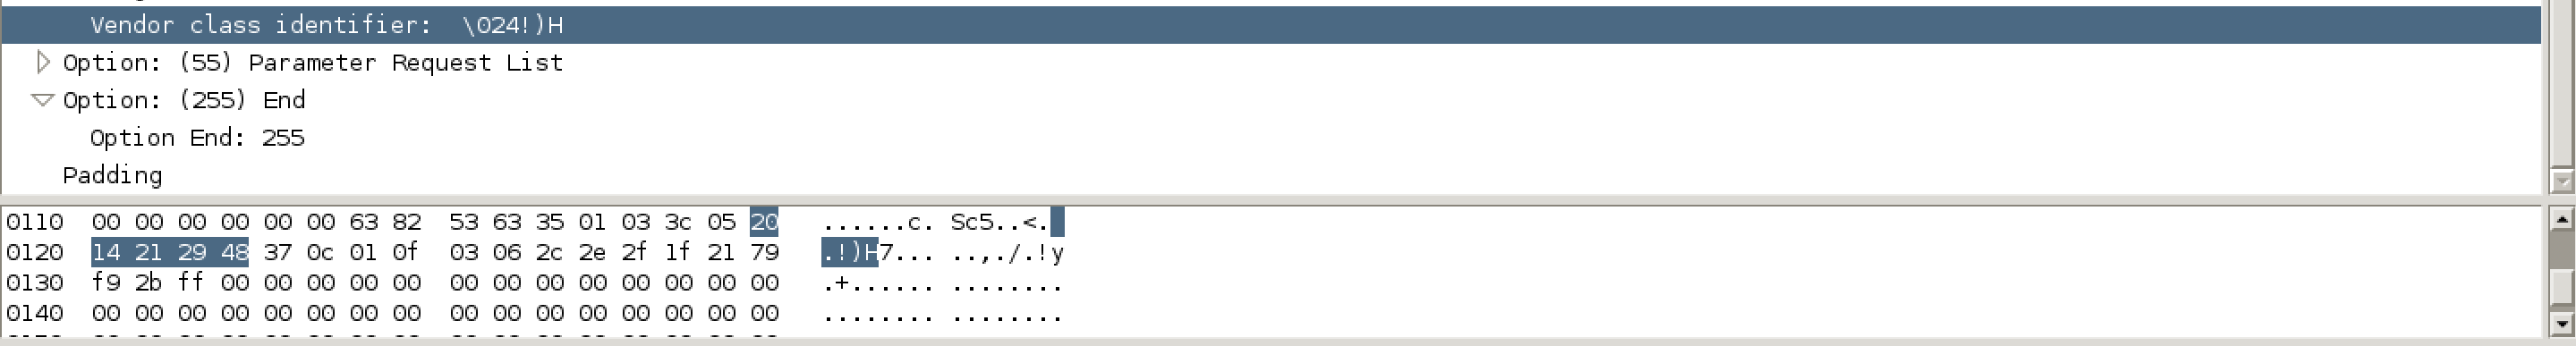 Vendor class identifier:  \024!)H
Option: (55) Parameter Request List
Option: (255) End
Option End: 255
Padding
0110  00 00 00 00 00 00 63 82  53 63 35 01 03 3c 05 20   ......c. Sc5..<. 
0120  14 21 29 48 37 0c 01 0f  03 06 2c 2e 2f 1f 21 79   .!)H7... ..,./.!y
0130  f9 2b ff 00 00 00 00 00  00 00 00 00 00 00 00 00   .+...... ........
0140  00 00 00 00 00 00 00 00  00 00 00 00 00 00 00 00   ........ ........